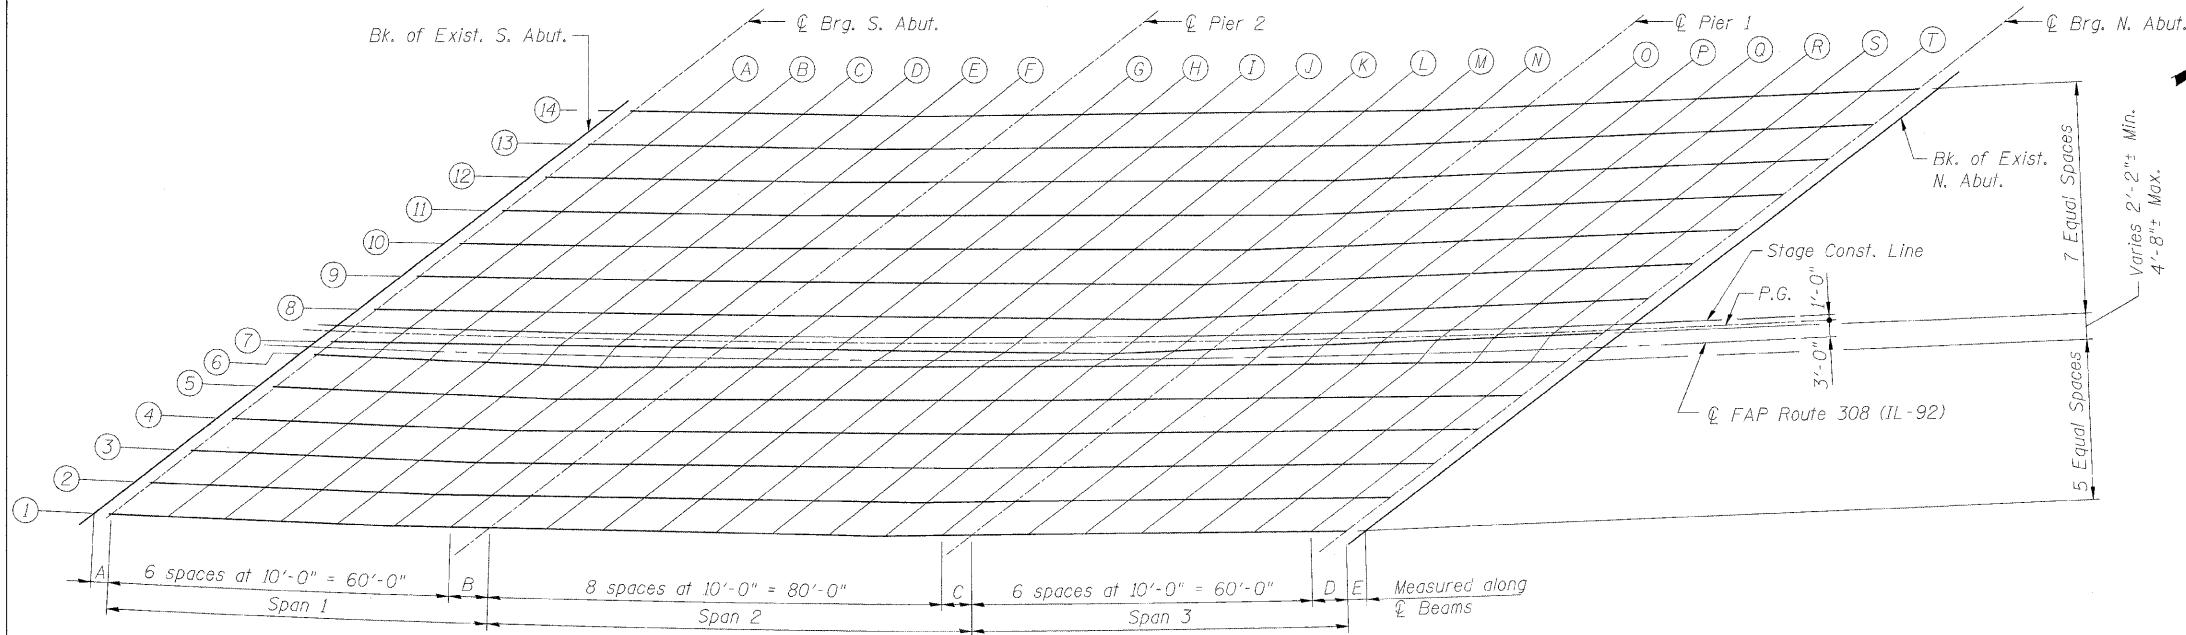 ℄ Brg. S. Abut.
℄ Pier 2
℄ Pier 1
℄ Brg. N. Abut.
Bk. of Exist. S. Abut.
A B C D E F G H I J K L M N O P Q R S T
14
13
12
11
10
9
8
7
6
5
4
3
2
1
Bk. of Exist.
N. Abut.
7 Equal Spaces
Varies 2'-2"± Min.
4'-8"± Max.
Stage Const. Line
P.G.
1'-0"
3'-0"
5 Equal Spaces
℄ FAP Route 308 (IL-92)
A
6 spaces at 10'-0" = 60'-0"
B
8 spaces at 10'-0" = 80'-0"
C
6 spaces at 10'-0" = 60'-0"
D
E
Measured along
℄ Beams
Span 1
Span 2
Span 3